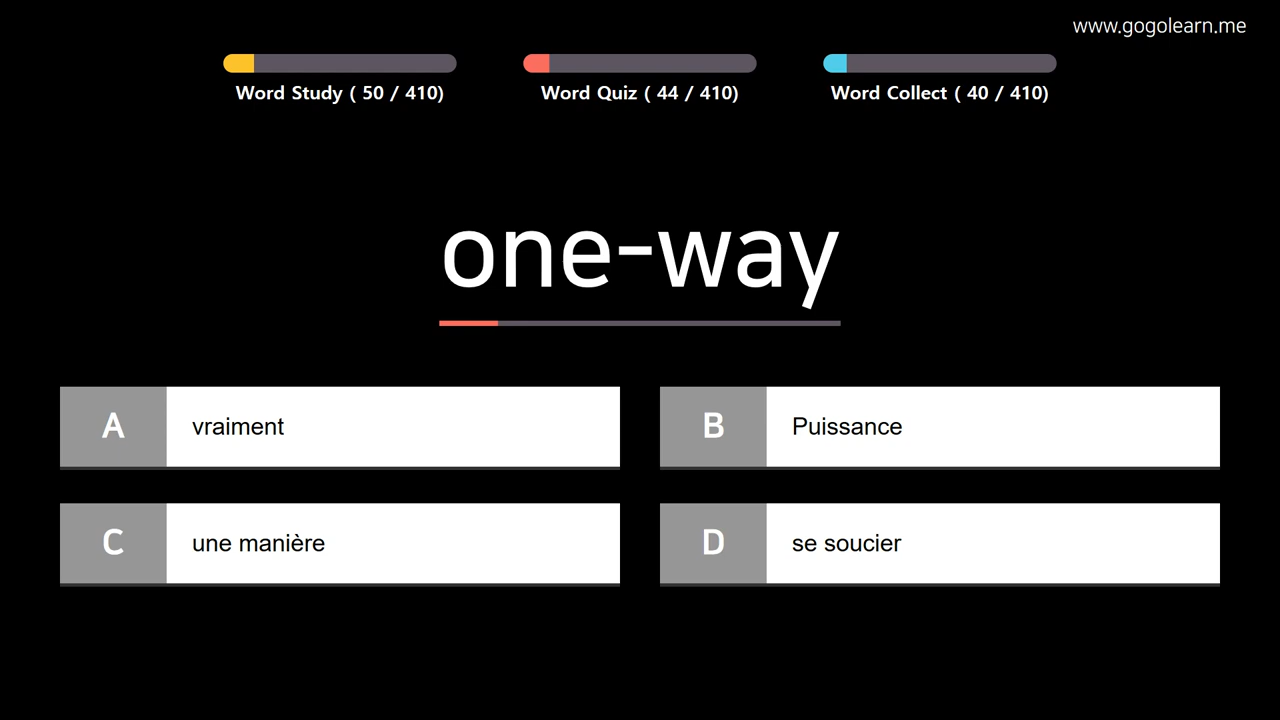 www.gogolearn.me
Word Study ( 50 / 410)
Word Quiz ( 44 / 410)
Word Collect ( 40 / 410)
one-way
A vraiment
B Puissance
C une manière
D se soucier